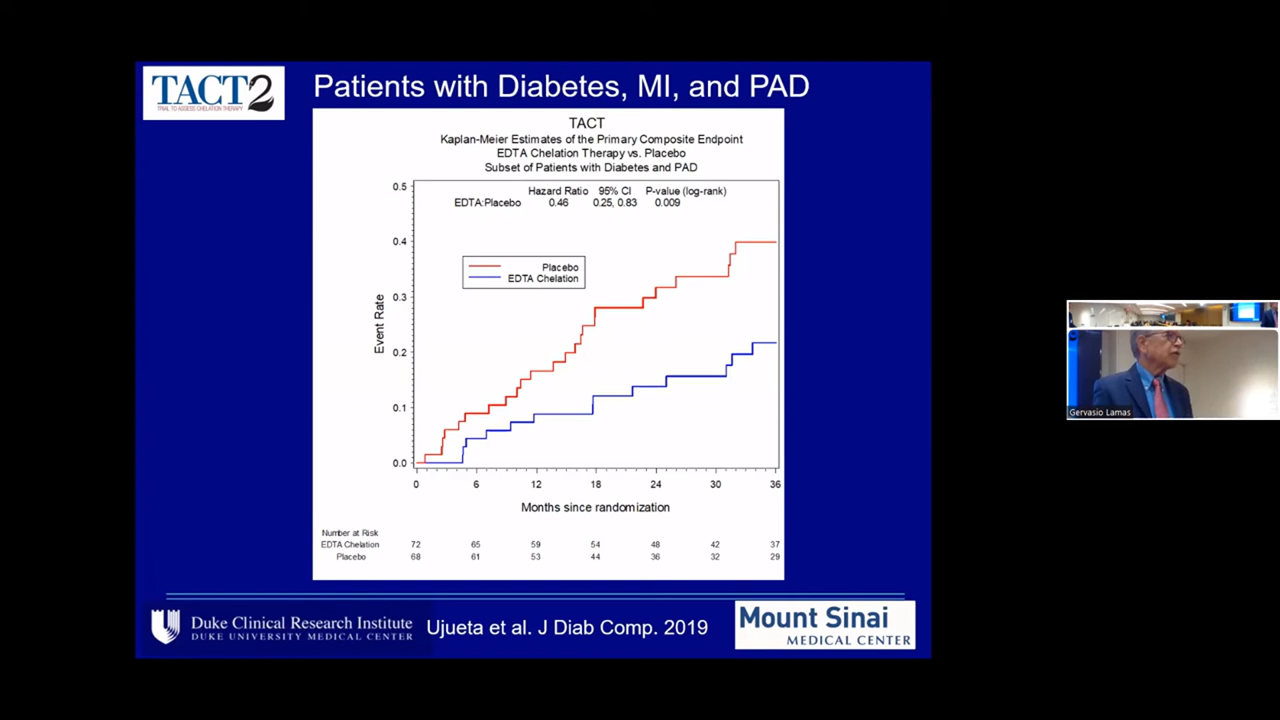 TACT2
TRIAL TO ASSESS CHELATION THERAPY
Patients with Diabetes, MI, and PAD
TACT
Kaplan-Meier Estimates of the Primary Composite Endpoint
EDTA Chelation Therapy vs. Placebo
Subset of Patients with Diabetes and PAD
Hazard Ratio 95% CI P-value (log-rank)
EDTA:Placebo 0.46 0.25, 0.83 0.009
Placebo
EDTA Chelation
Event Rate
0.5
0.4
0.3
0.2
0.1
0.0
0 6 12 18 24 30 36
Months since randomization
Number at Risk
EDTA Chelation 72 65 59 54 48 42 37
Placebo 68 61 53 44 36 32 29
Duke Clinical Research Institute
DUKE UNIVERSITY MEDICAL CENTER
Ujueta et al. J Diab Comp. 2019
Mount Sinai
MEDICAL CENTER
Gervasio Lamas